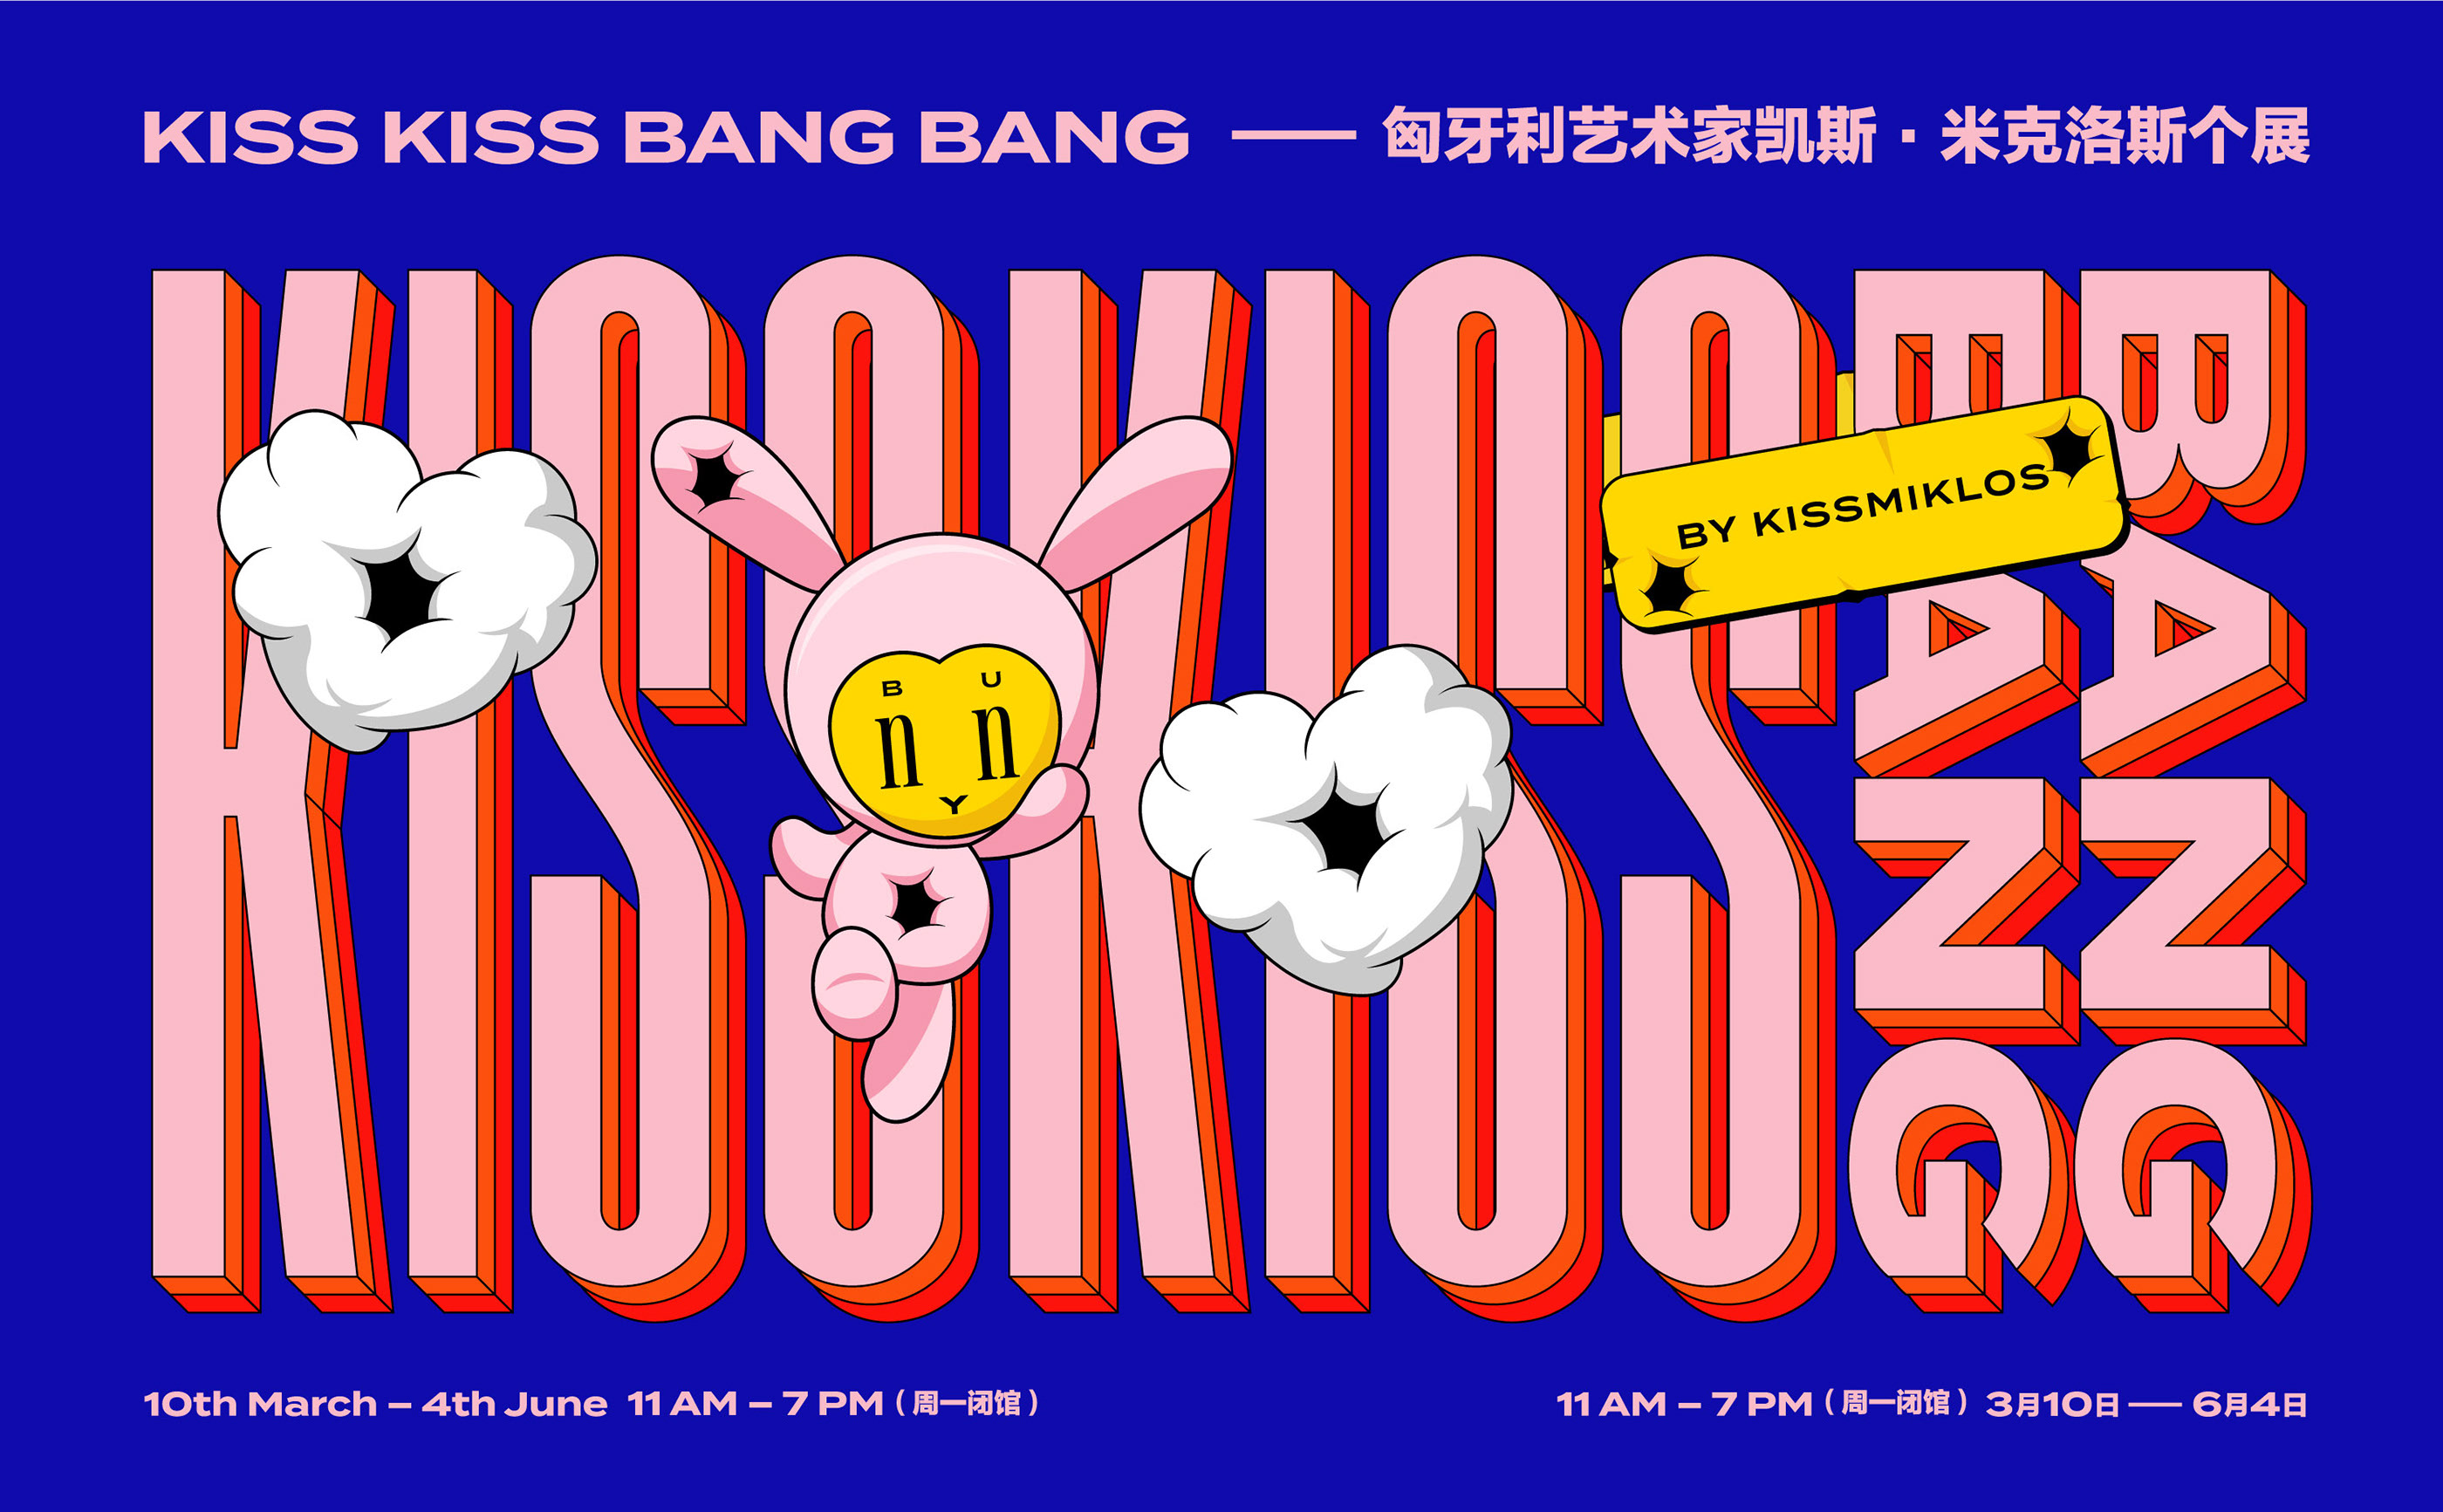 KISS KISS BANG BANG —— 匈牙利艺术家凯斯·米克洛斯个展
KISS KISS BANG BANG
BY KISSMIKLOS
B U
n n
Y
10th March – 4th June 11 AM – 7 PM（周一闭馆）
11 AM – 7 PM（周一闭馆）3月10日 —— 6月4日